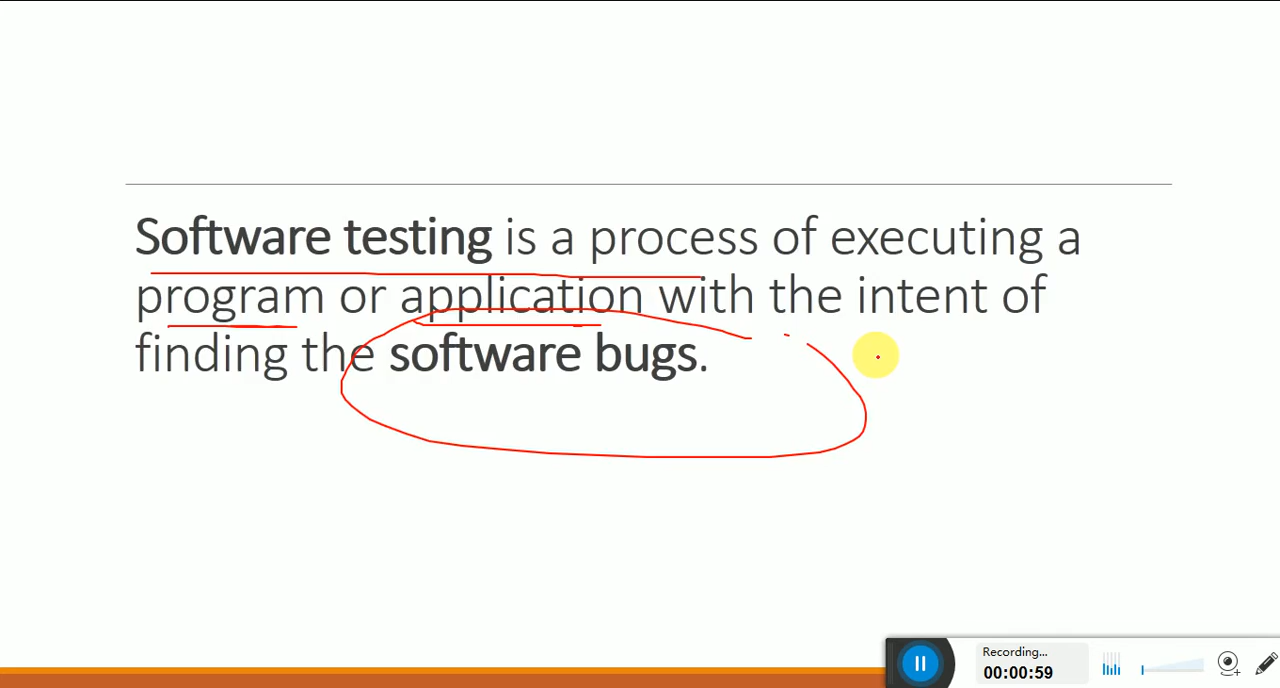 Software testing is a process of executing a
program or application with the intent of
finding the software bugs.
Recording...
00:00:59